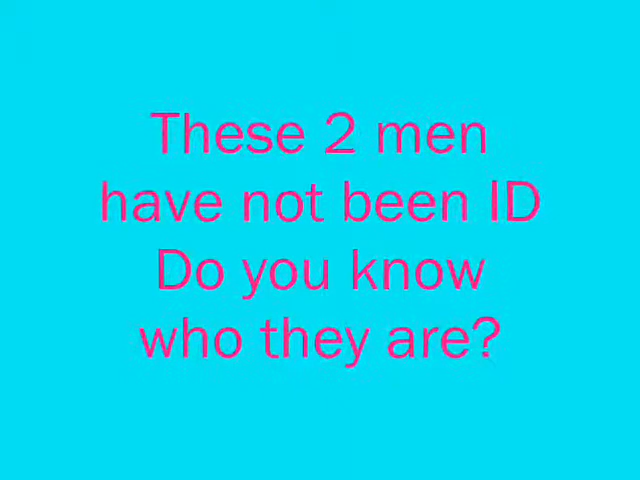 These 2 men
have not been ID
Do you know
who they are?